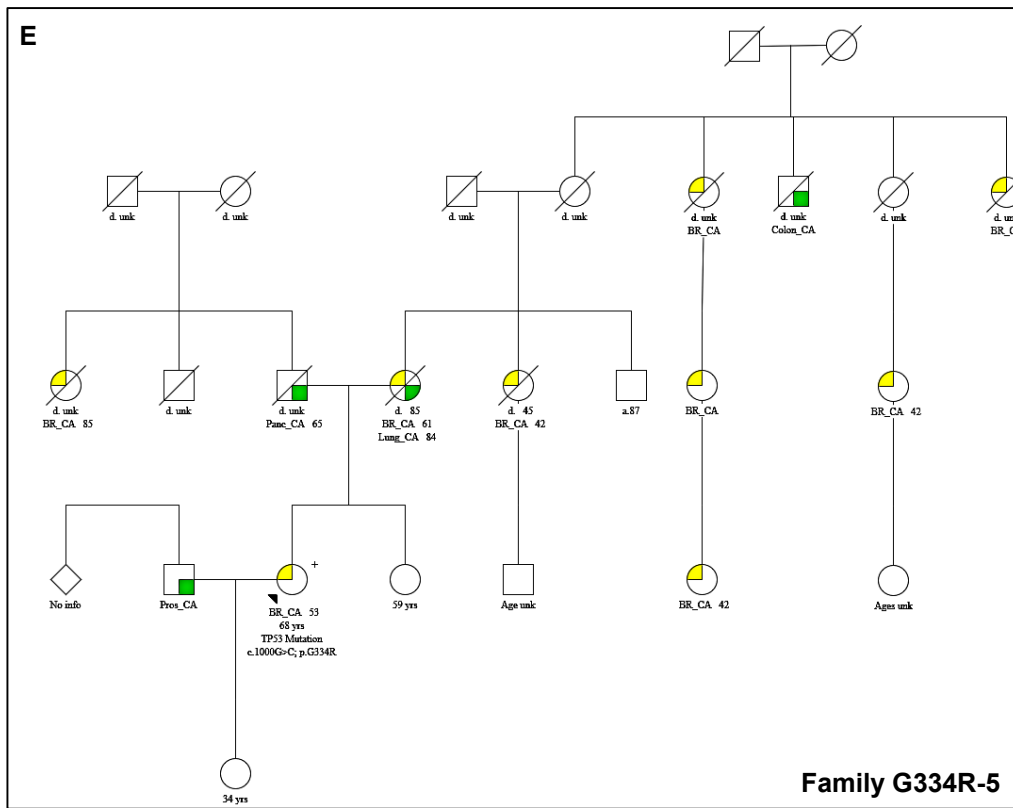 E
d. unk
d. unk
d. unk
d. unk
d. unk
BR_CA
d. unk
Colon_CA
d. unk
d. un
BR_C
d. unk
BR_CA 85
d. unk
d. unk
Panc_CA 65
d. 85
BR_CA 61
Lung_CA 84
d. 45
BR_CA 42
a.87
BR_CA
BR_CA 42
No info
Pros_CA
+
BR_CA 53
68 yrs
TP53 Mutation
c.1000G>C; p.G334R
59 yrs
Age unk
BR_CA 42
Ages unk
34 yrs
Family G334R-5